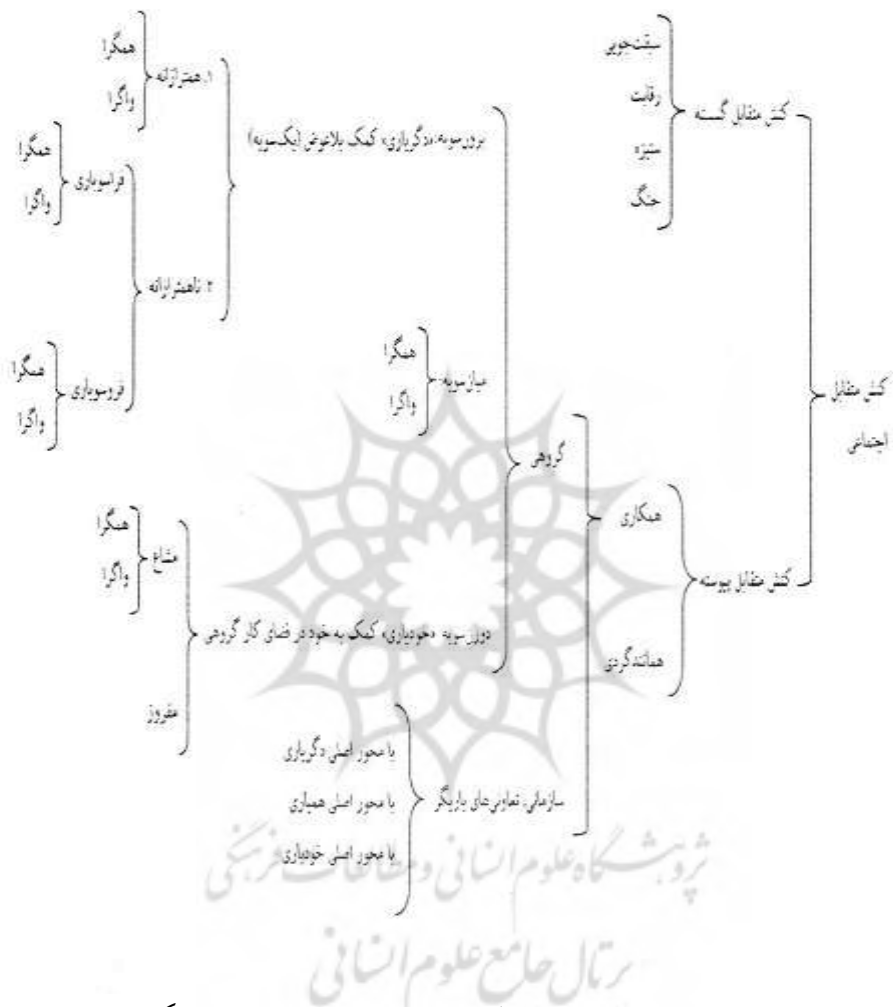 کنش متقابل
اجتماعی
کنش متقابل گسسته
سبقت‌جویی
رقابت
ستیزه
جنگ
کنش متقابل پیوسته
همکاری
همانندگردی
گروهی
برون‌سویه: «دگریاری» کمک بلاعوض (یک‌سویه)
۱. همترازانه
همگرا
واگرا
۲. ناهمترازانه
فراسویاری
همگرا
واگرا
فروسویاری
همگرا
واگرا
میان‌سویه
همگرا
واگرا
درون‌سویه «خودیاری» کمک به خود در فضای کار گروهی
مشاع
همگرا
واگرا
مفروز
سازمانی تعاونی‌های یاریگر
با محور اصلی دگریاری
با محور اصلی همیاری
با محور اصلی خودیاری
پژوهشگاه علوم انسانی و مطالعات فرهنگی
پرتال جامع علوم انسانی